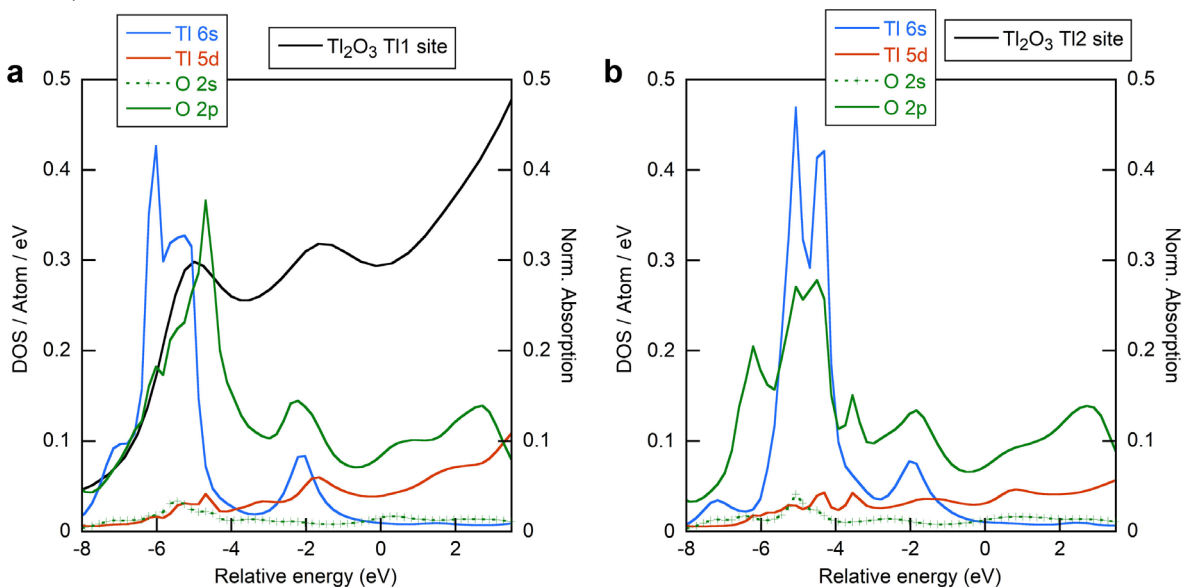 Tl 6s
Tl 5d
O 2s
O 2p
Tl₂O₃ Tl1 site
a
0.5
0.4
0.3
0.2
0.1
0
DOS / Atom / eV
0.5
0.4
0.3
0.2
0.1
0
Norm. Absorption
-8 -6 -4 -2 0 2
Relative energy (eV)
Tl 6s
Tl 5d
O 2s
O 2p
Tl₂O₃ Tl2 site
b
0.5
0.4
0.3
0.2
0.1
0
DOS / Atom / eV
0.5
0.4
0.3
0.2
0.1
0
Norm. Absorption
-8 -6 -4 -2 0 2
Relative energy (eV)